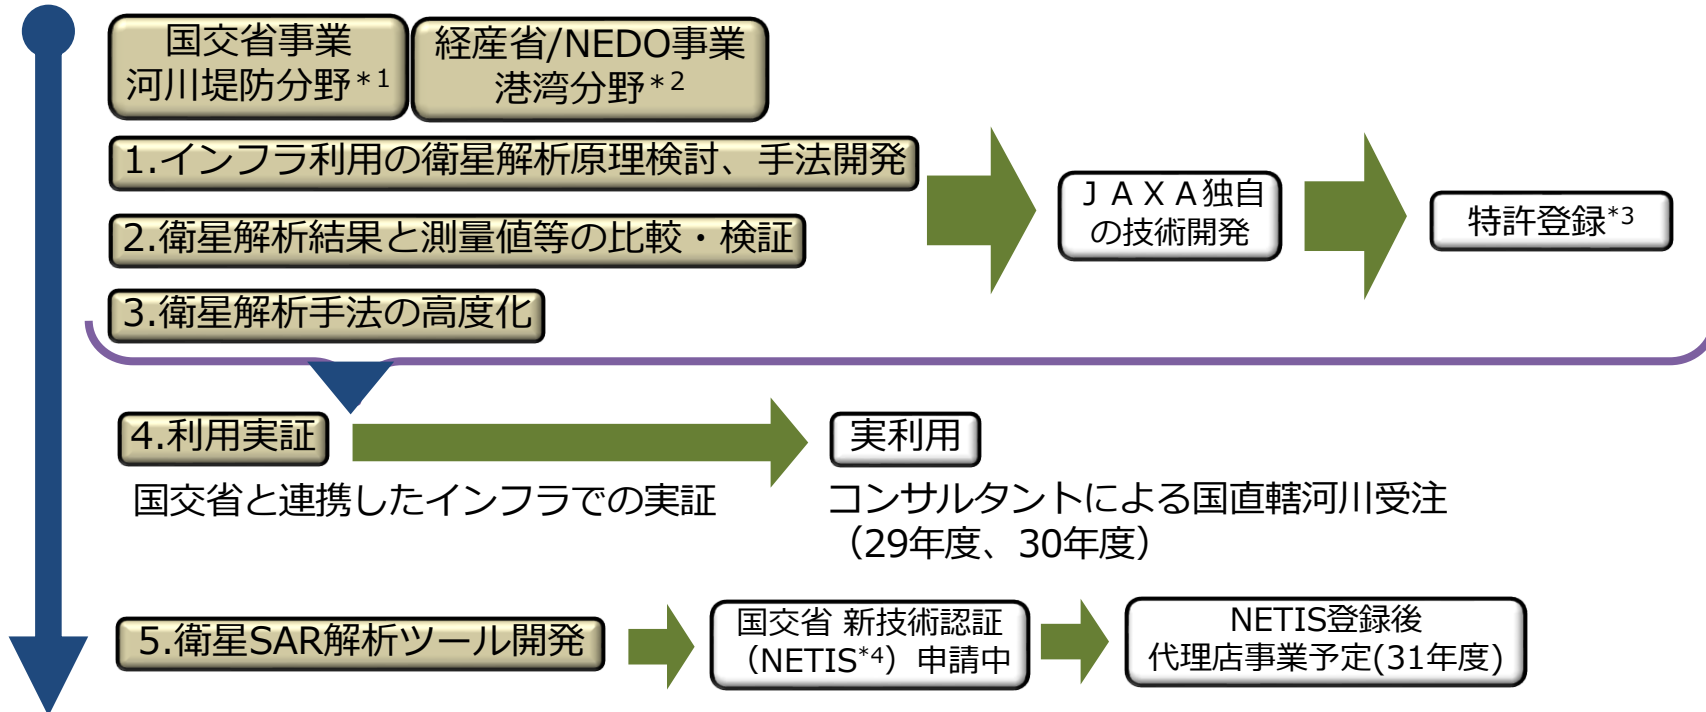 国交省事業
河川堤防分野*1
経産省/NEDO事業
港湾分野*2
1.インフラ利用の衛星解析原理検討、手法開発
2.衛星解析結果と測量値等の比較・検証
3.衛星解析手法の高度化
ＪＡＸＡ独自
の技術開発
特許登録*3
4.利用実証
国交省と連携したインフラでの実証
実利用
コンサルタントによる国直轄河川受注
（29年度、30年度）
5.衛星SAR解析ツール開発
国交省 新技術認証
（NETIS*4）申請中
NETIS登録後
代理店事業予定(31年度)